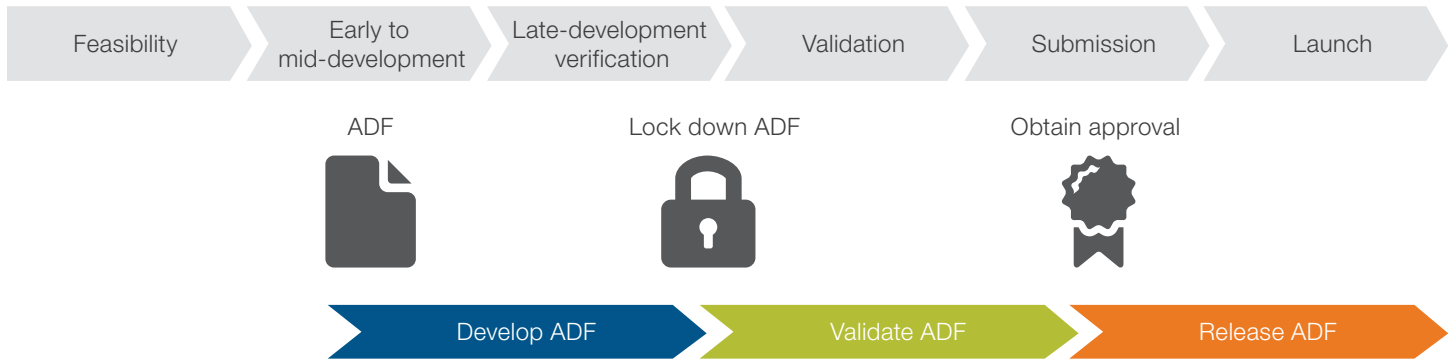 Feasibility
Early to
mid-development
Late-development
verification
Validation
Submission
Launch
ADF
Lock down ADF
Obtain approval
Develop ADF
Validate ADF
Release ADF